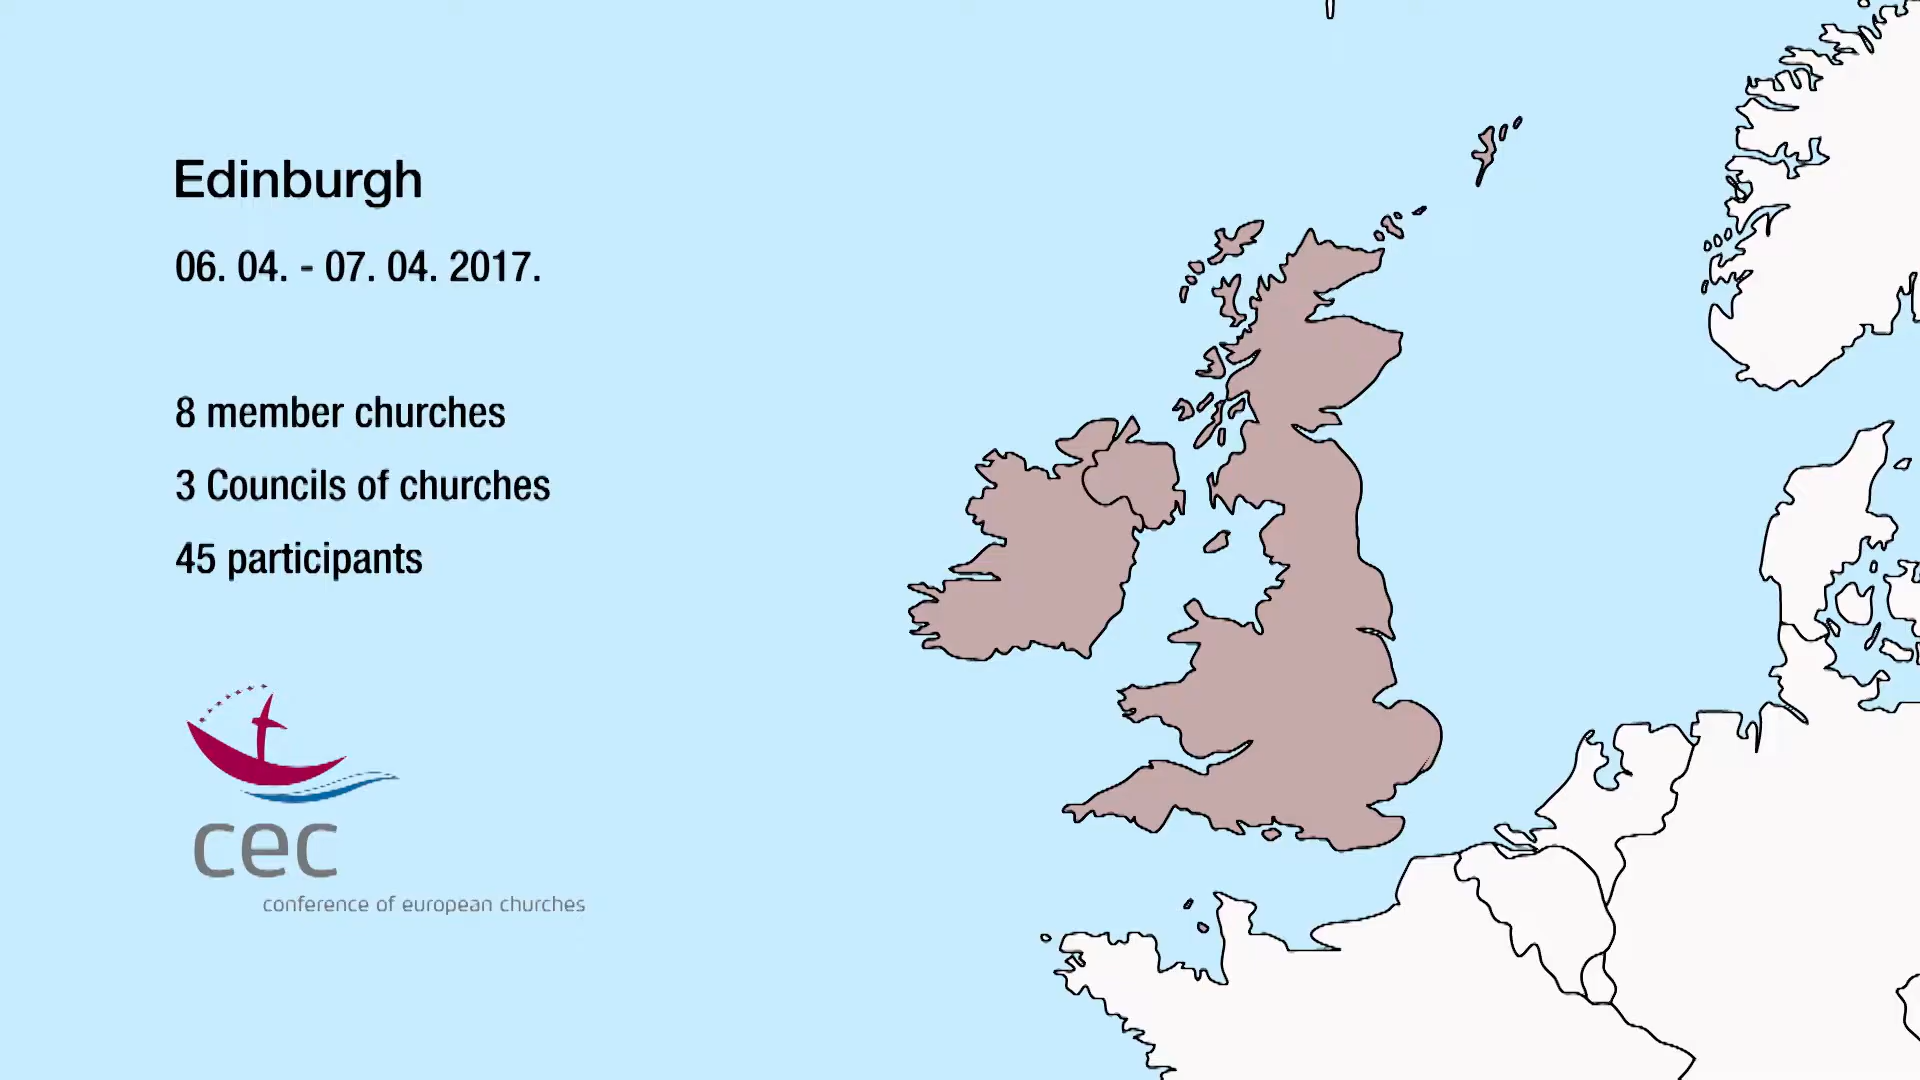 Edinburgh
06. 04. - 07. 04. 2017.
8 member churches
3 Councils of churches
45 participants
cec
conference of european churches